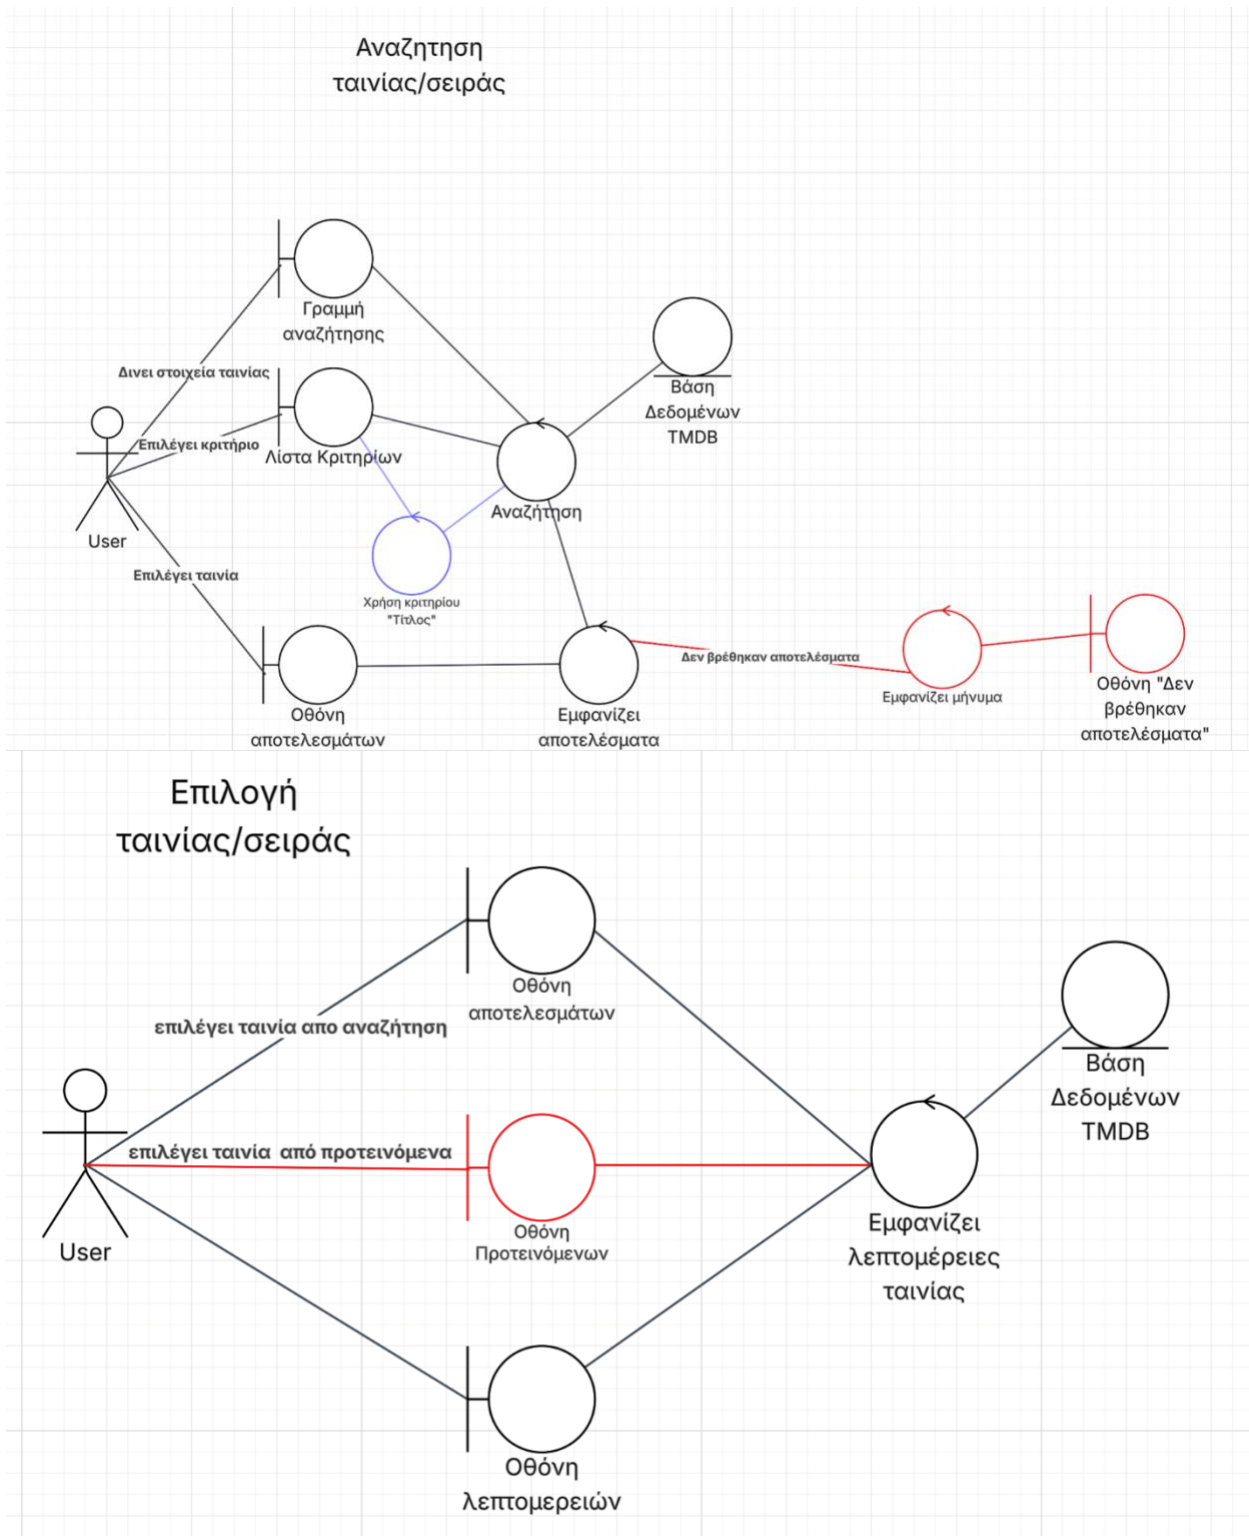 Αναζητηση
ταινίας/σειράς
Γραμμή
αναζήτησης
Δινει στοιχεία ταινίας
Βάση
Δεδομένων
TMDB
Επιλέγει κριτήριο
Λίστα Κριτηρίων
User
Αναζήτηση
Επιλέγει ταινία
Χρήση κριτηρίου
"Τίτλος"
Δεν βρέθηκαν αποτελέσματα
Εμφανίζει μήνυμα
Οθόνη "Δεν
βρέθηκαν
αποτελέσματα"
Οθόνη
αποτελεσμάτων
Εμφανίζει
αποτελέσματα
Επιλογή
ταινίας/σειράς
Οθόνη
αποτελεσμάτων
επιλέγει ταινία απο αναζήτηση
Βάση
Δεδομένων
TMDB
επιλέγει ταινία από προτεινόμενα
User
Οθόνη
Προτεινόμενων
Εμφανίζει
λεπτομέρειες
ταινίας
Οθόνη
λεπτομερειών